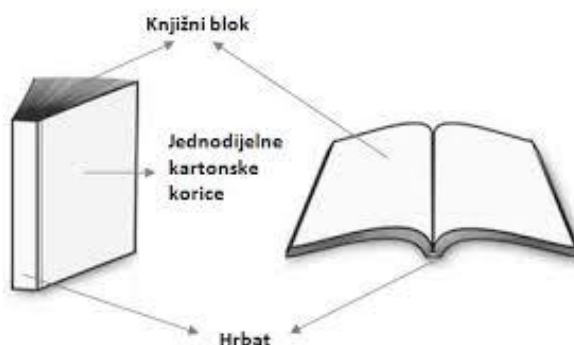 Knjižni blok
Jednodijelne
kartonske
korice
Hrbat